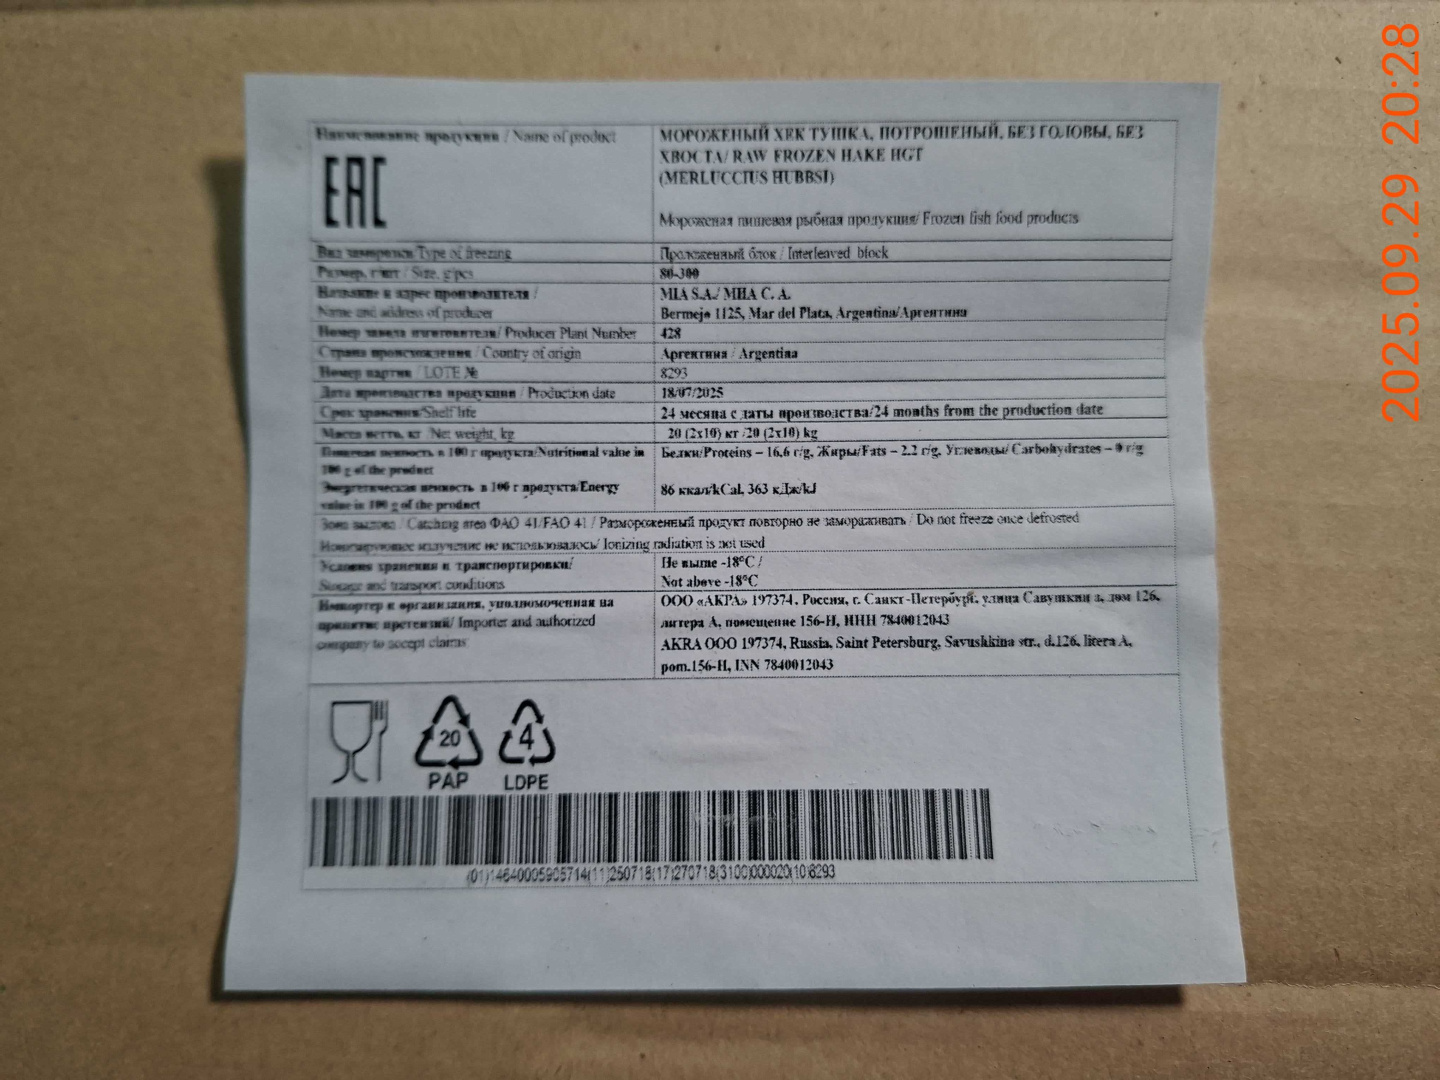 Наименование продукции / Name of product
МОРОЖЕНЫЙ ХЕК ТУШКА, ПОТРОШЕНЫЙ, БЕЗ ГОЛОВЫ, БЕЗ
ХВОСТА/ RAW FROZEN HAKE HGT
(MERLUCCIUS HUBBSI)
EAC
Мороженая пищевая рыбная продукция/ Frozen fish food products
Вид заморозки/Type of freezing
Проложенный блок / Interleaved block
Размер, г/шт / Size, g/pcs
80-300
Название и адрес производителя /
Name and address of producer
MIA S.A./ МИА С. А.
Bermejo 1125, Mar del Plata, Argentina/Аргентина
Номер завода изготовителя/ Producer Plant Number
428
Страна происхождения / Country of origin
Аргентина / Argentina
Номер партии / LOTE №
8293
Дата производства продукции / Production date
18/07/2025
Срок хранения/Shelf life
24 месяца с даты производства/24 months from the production date
Масса нетто, кг /Net weight, kg
20 (2x10) кг /20 (2x10) kg
Пищевая ценность в 100 г продукта/Nutritional value in
100 g of the product
Белки/Proteins – 16,6 г/g, Жиры/Fats – 2.2 г/g, Углеводы/ Carbohydrates – 0 г/g
Энергетическая ценность в 100 г продукта/Energy
value in 100 g of the product
86 ккал/kCal, 363 кДж/kJ
Зона вылова / Catching area ФАО 41/FAO 41 / Размороженный продукт повторно не замораживать / Do not freeze once defrosted
Ионизирующее излучение не использовалось/ Ionizing radiation is not used
Условия хранения и транспортировки/
Storage and transport conditions
Не выше -18°C /
Not above -18°C
Импортер и организация, уполномоченная на
принятие претензий/ Importer and authorized
company to accept claims
ООО «АКРА» 197374, Россия, г. Санкт-Петербург, улица Савушкина, дом 126,
литера А, помещение 156-Н, ИНН 7840012043
AKRA OOO 197374, Russia, Saint Petersburg, Savushkina str., d.126, litera A,
pom.156-H, INN 7840012043
20
PAP
4
LDPE
(01)14640005905714(11)250718(17)270718(3100)000020(10)8293
2025.09.29 20:28